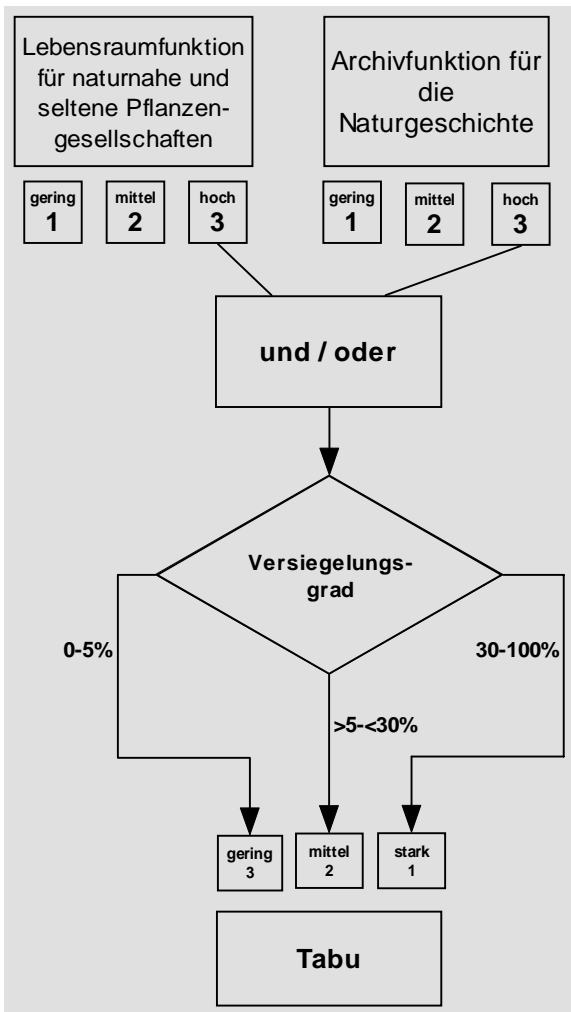 Lebensraumfunktion
für naturnahe und
seltene Pflanzen-
gesellschaften
Archivfunktion für
die
Naturgeschichte
gering
1
mittel
2
hoch
3
gering
1
mittel
2
hoch
3
und / oder
Versiegelungs-
grad
0-5%
30-100%
>5-<30%
gering
3
mittel
2
stark
1
Tabu